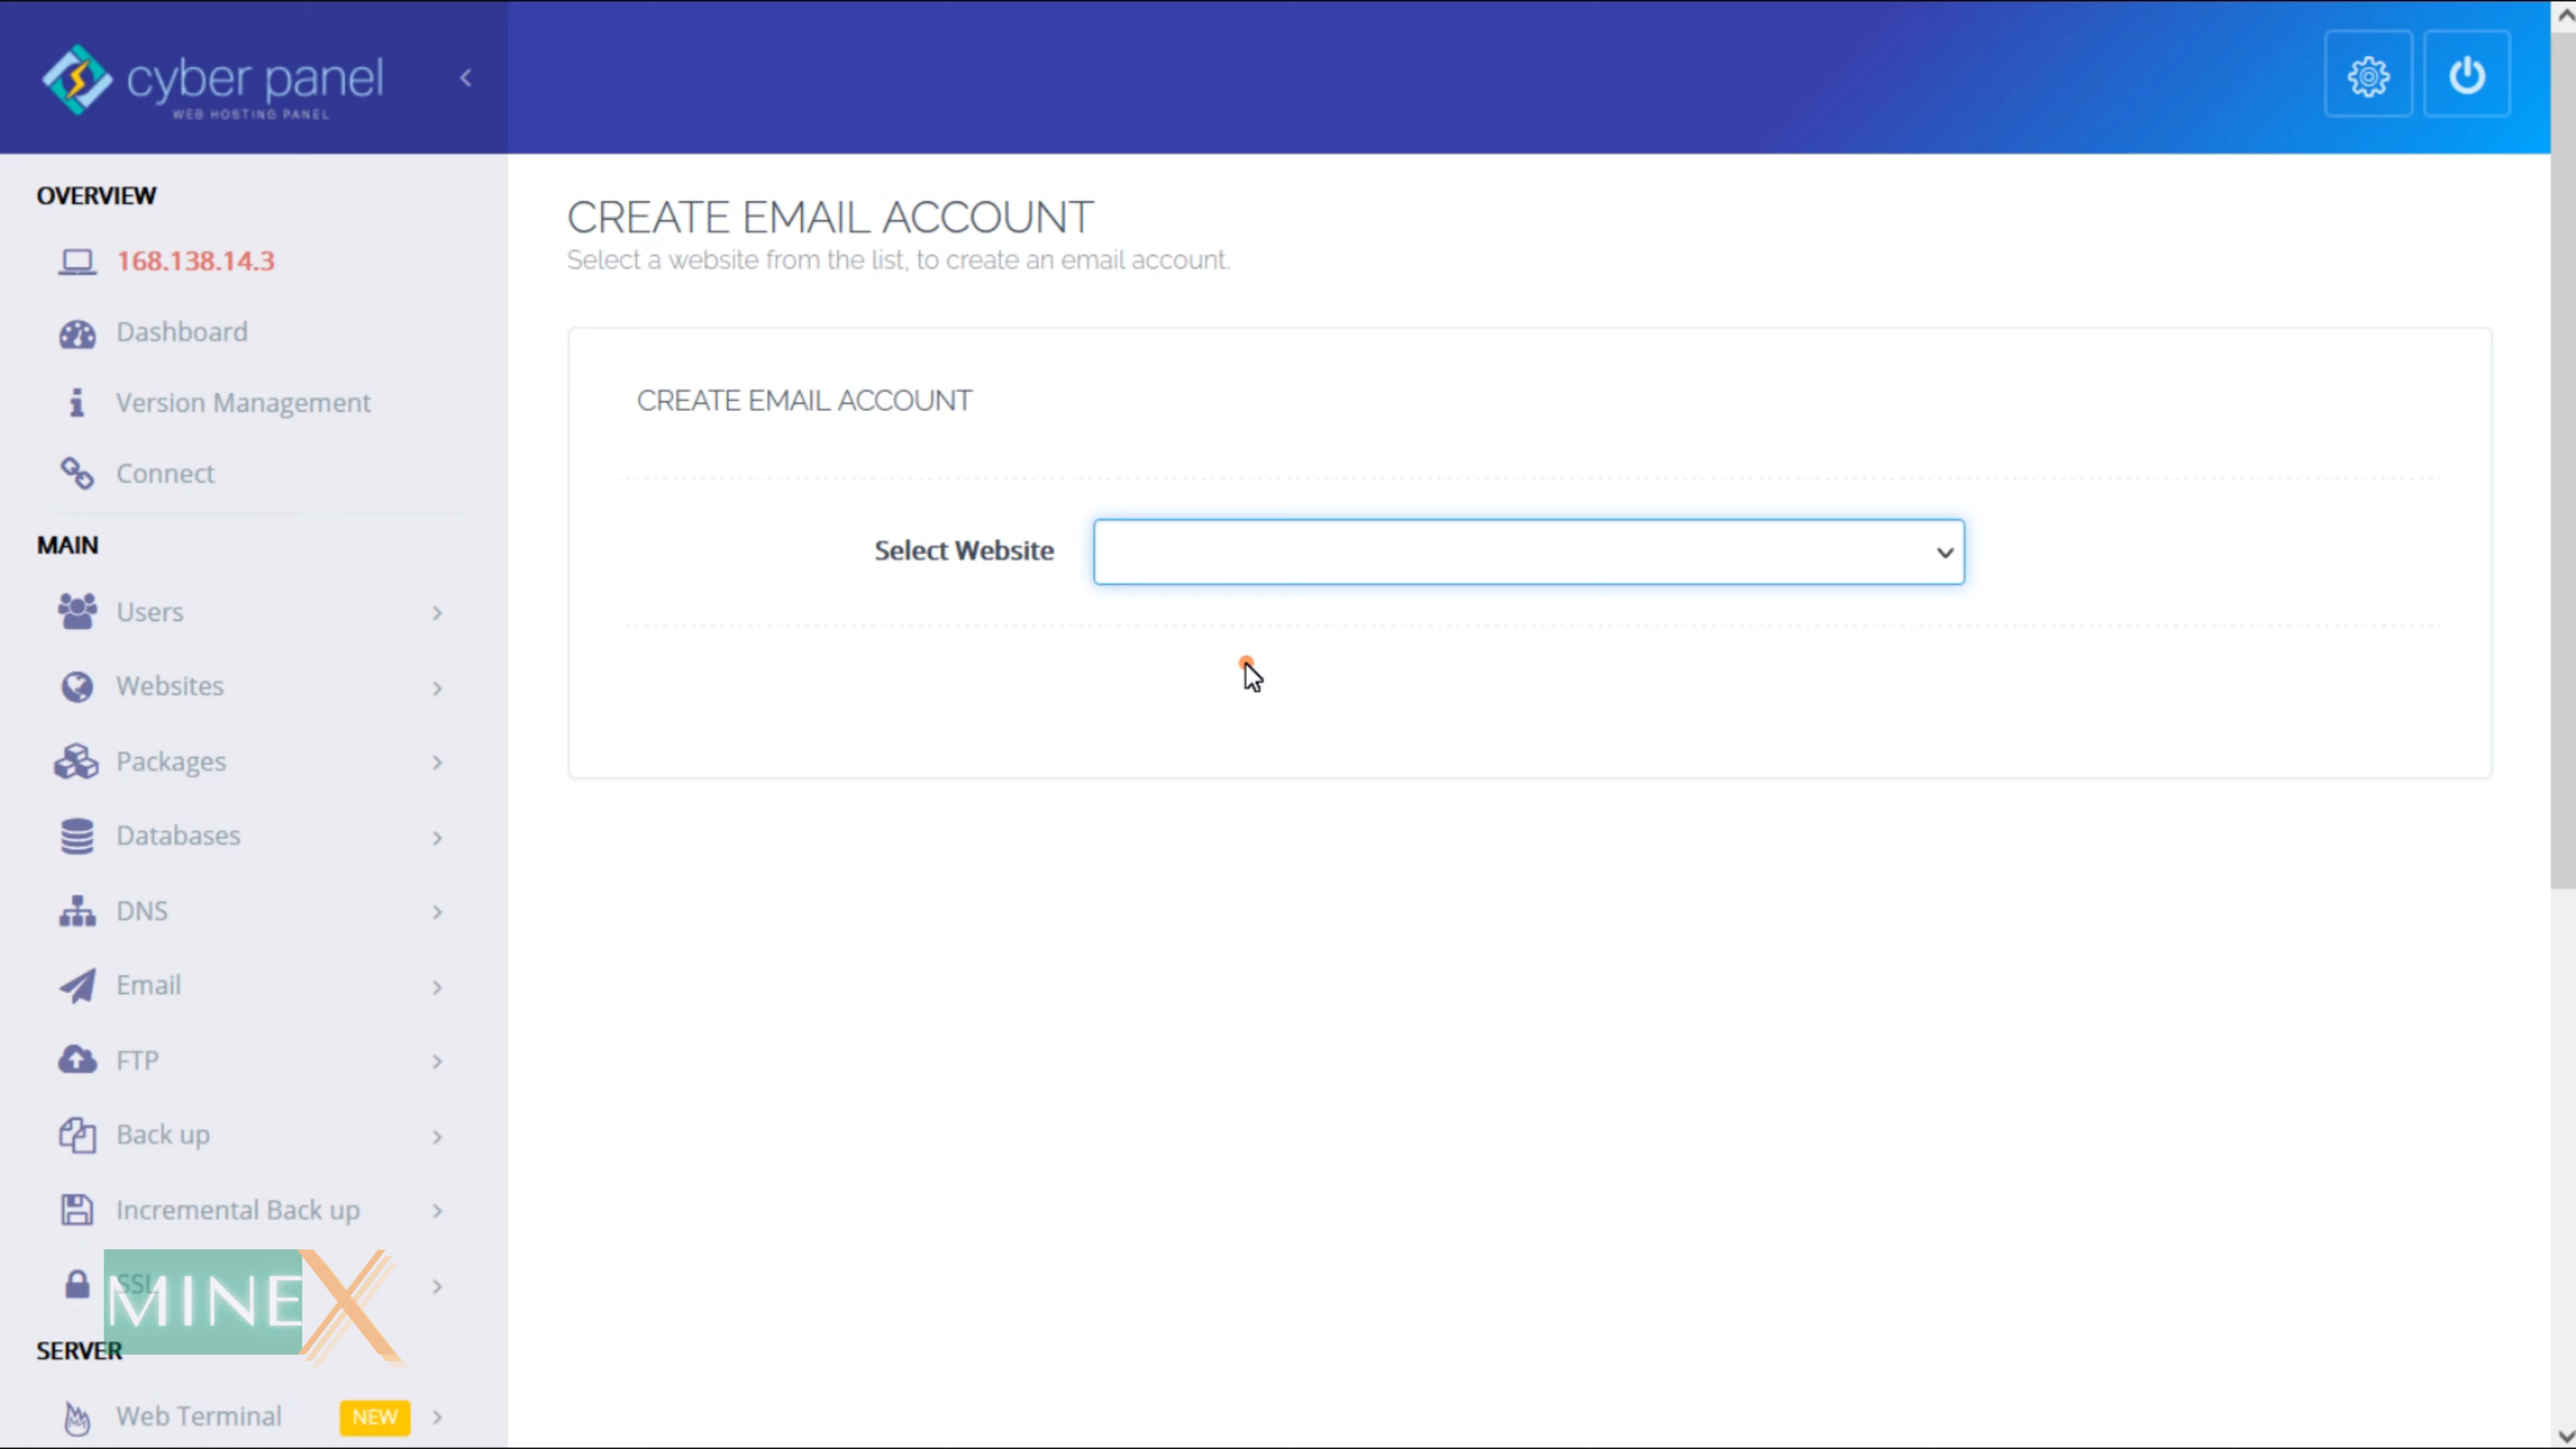 cyber panel
WEB HOSTING PANEL
OVERVIEW
168.138.14.3
Dashboard
Version Management
Connect
MAIN
Users
Websites
Packages
Databases
DNS
Email
FTP
Back up
Incremental Back up
SSL
MINEX
SERVER
Web Terminal
NEW
CREATE EMAIL ACCOUNT
Select a website from the list, to create an email account.
CREATE EMAIL ACCOUNT
Select Website